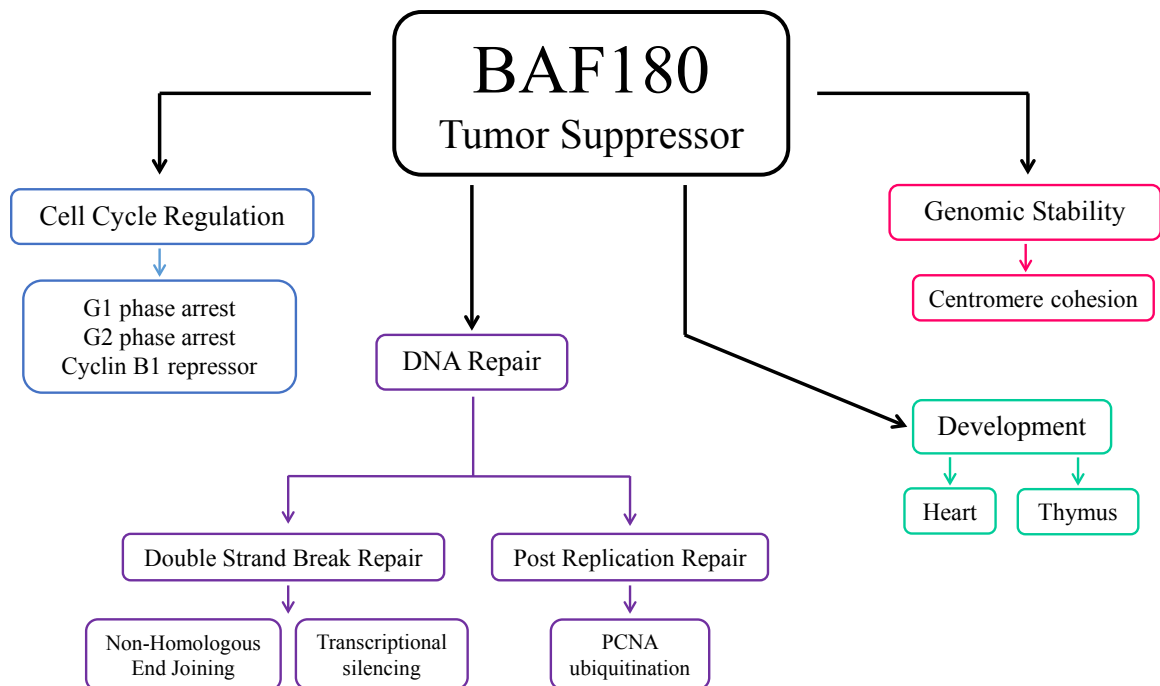 BAF180
Tumor Suppressor
Cell Cycle Regulation
G1 phase arrest
G2 phase arrest
Cyclin B1 repressor
DNA Repair
Double Strand Break Repair
Non-Homologous
End Joining
Transcriptional
silencing
Post Replication Repair
PCNA
ubiquitination
Development
Heart
Thymus
Genomic Stability
Centromere cohesion